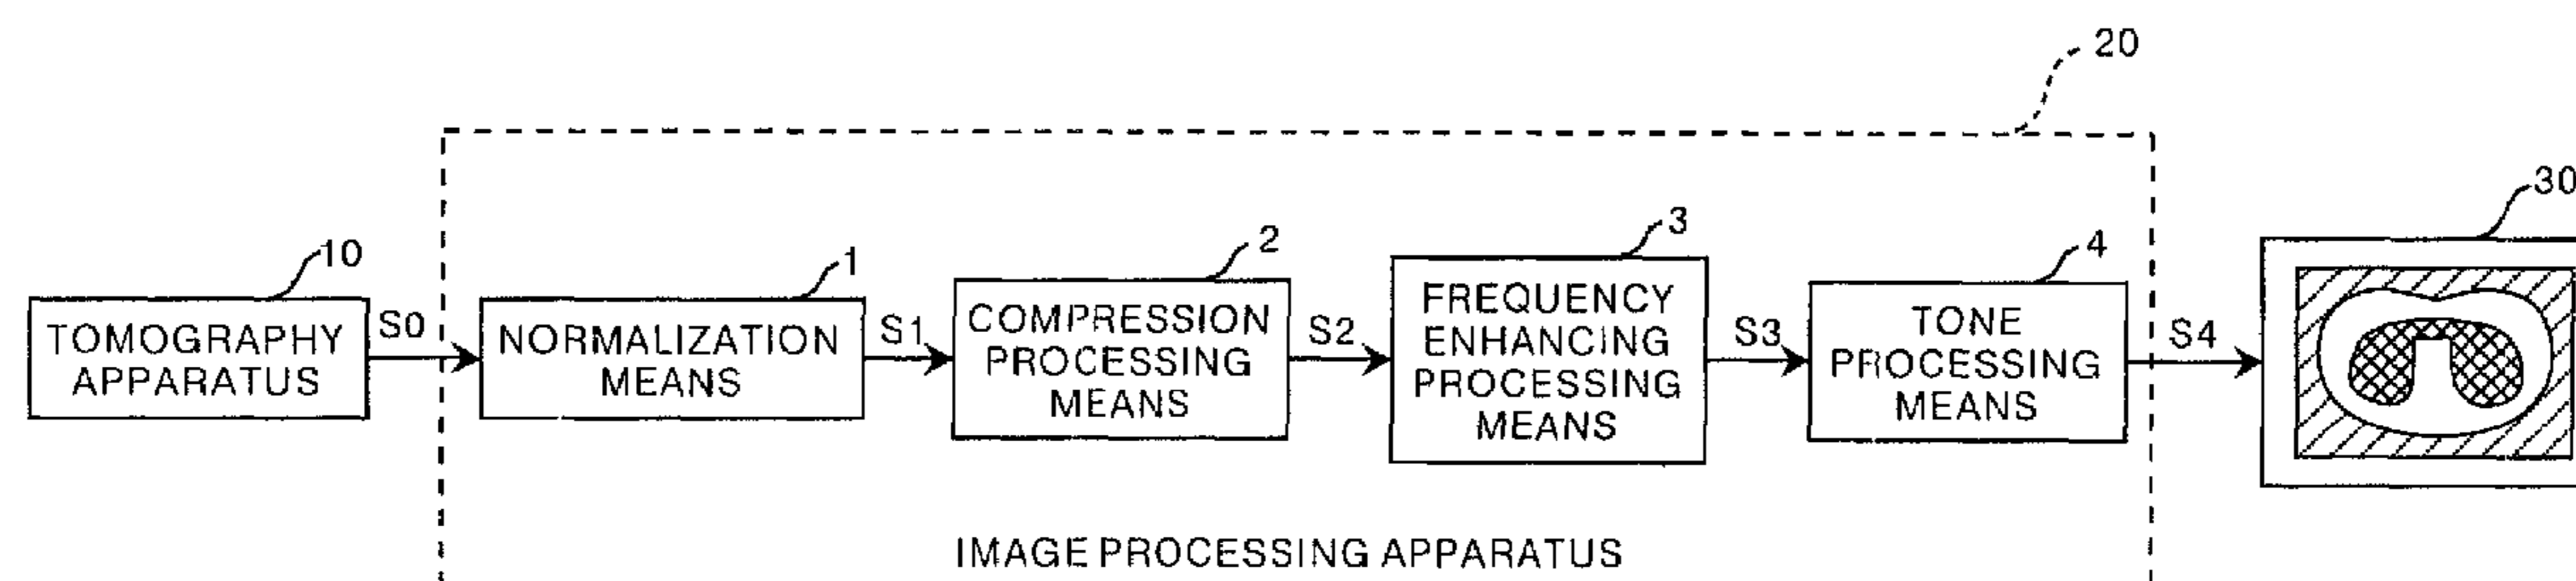 20
30
10
1
2
3
4
TOMOGRAPHY
APPARATUS
S0
NORMALIZATION
MEANS
S1
COMPRESSION
PROCESSING
MEANS
S2
FREQUENCY
ENHANCING
PROCESSING
MEANS
S3
TONE
PROCESSING
MEANS
S4
IMAGE PROCESSING APPARATUS